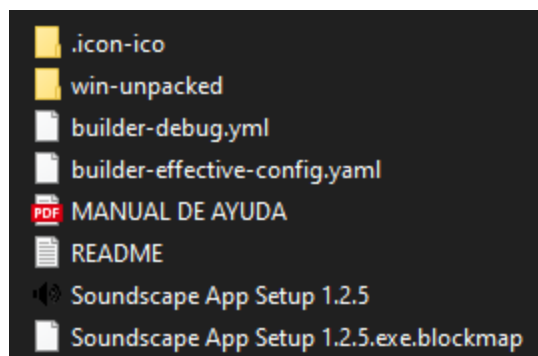 .icon-ico
win-unpacked
builder-debug.yml
builder-effective-config.yaml
PDF MANUAL DE AYUDA
README
Soundscape App Setup 1.2.5
Soundscape App Setup 1.2.5.exe.blockmap